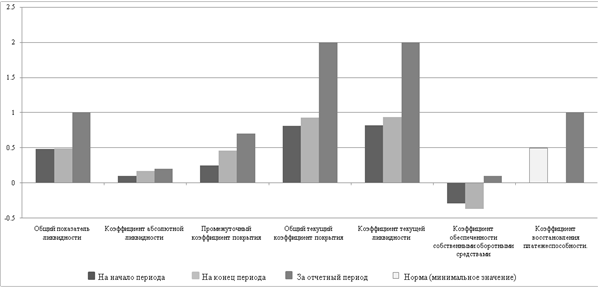 2.5
2
1.5
1
0.5
0
-0.5
Общий показатель
ликвидности
Коэффициент абсолютной
ликвидности
Промежуточный
коэффициент покрытия
Общий текущий
коэффициент покрытия
Коэффициент текущей
ликвидности
Коэффициент
обеспеченности
собственными оборотными
средствами
Коэффициент
восстановления
платежеспособности.
На начало периода
На конец периода
За отчетный период
Норма (минимальное значение)